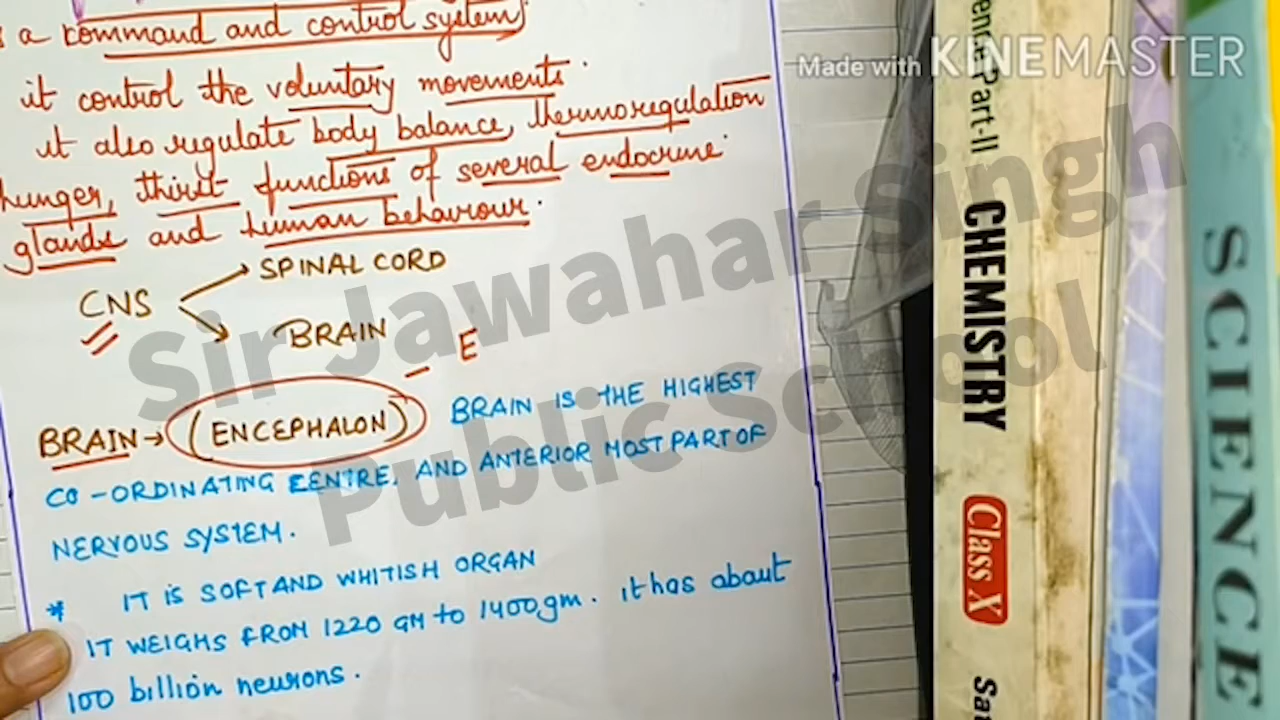 a command and control system
it control the voluntary movements.
it also regulate body balance, thermoregulation
hunger, thirst functions of several endocrine
glands and human behaviour.
SPINAL CORD
CNS
BRAIN
E
BRAIN → (ENCEPHALON) BRAIN IS THE HIGHEST
CO-ORDINATING CENTRE, AND ANTERIOR MOST PART OF
NERVOUS SYSTEM.
* IT IS SOFT AND WHITISH ORGAN
IT WEIGHS FROM 1220 GM TO 1400gm. it has about
100 billion neurons.
Sir Jawahar Singh
Public School
Made with KINEMASTER
Part-II CHEMISTRY Class X
SCIENCE